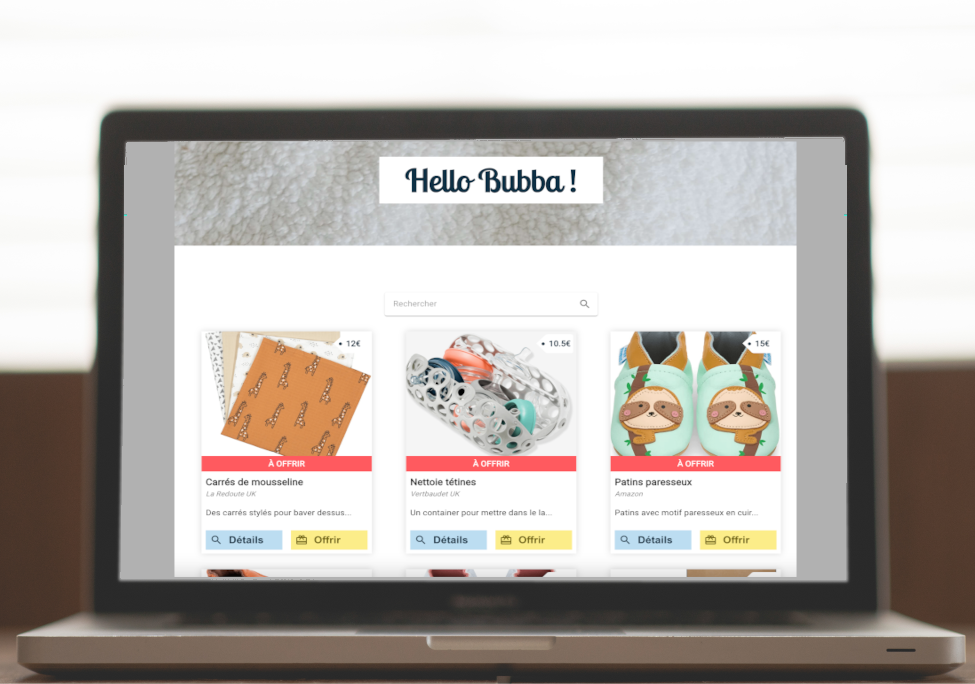 Hello Bubba !
Rechercher
• 12€
• 10.5€
• 15€
À OFFRIR
À OFFRIR
À OFFRIR
Carrés de mousseline
La Redoute UK
Des carrés stylés pour baver dessus...
Détails
Offrir
Nettoie tétines
Vertbaudet UK
Un container pour mettre dans le la...
Détails
Offrir
Patins paresseux
Amazon
Patins avec motif paresseux en cuir...
Détails
Offrir